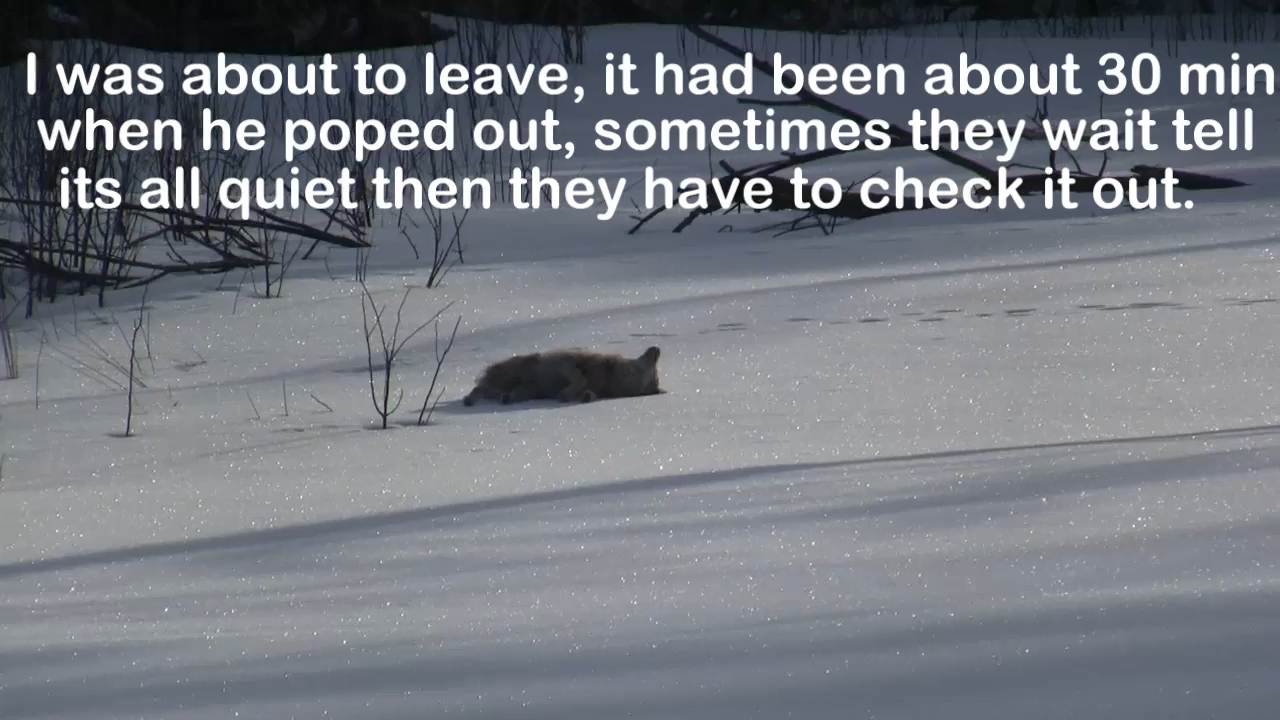 I was about to leave, it had been about 30 min
when he poped out, sometimes they wait tell
its all quiet then they have to check it out.